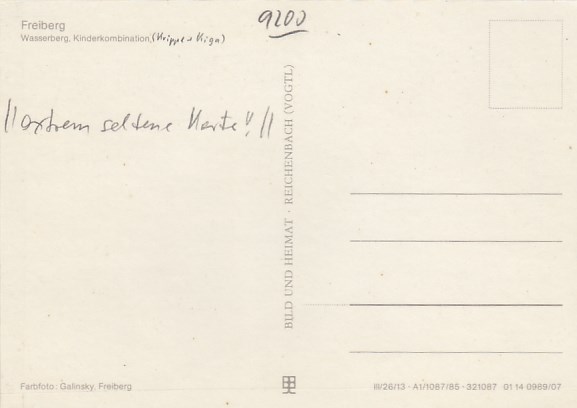 9200
Freiberg
Wasserberg, Kinderkombination (Krippe + Kiga)
//extrem seltene Karte!//
BILD UND HEIMAT · REICHENBACH (VOGTL)
Farbfoto: Galinsky, Freiberg
III/26/13 · A1/1087/85 · 321087 01 14 0989/07